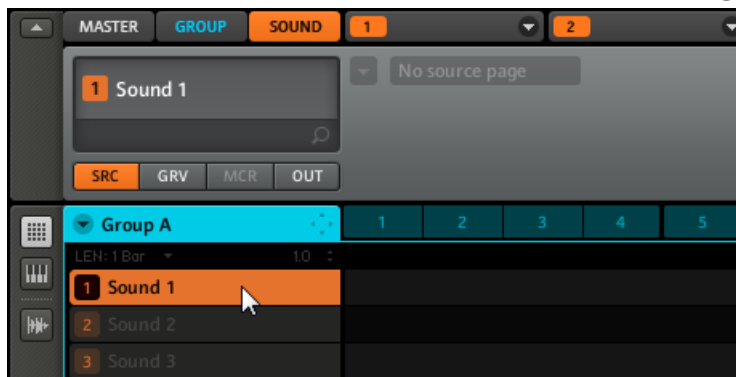 MASTER GROUP SOUND 1 2
1 Sound 1
No source page
SRC GRV MCR OUT
Group A 1 2 3 4 5
LEN: 1 Bar 1.0
1 Sound 1
2 Sound 2
3 Sound 3